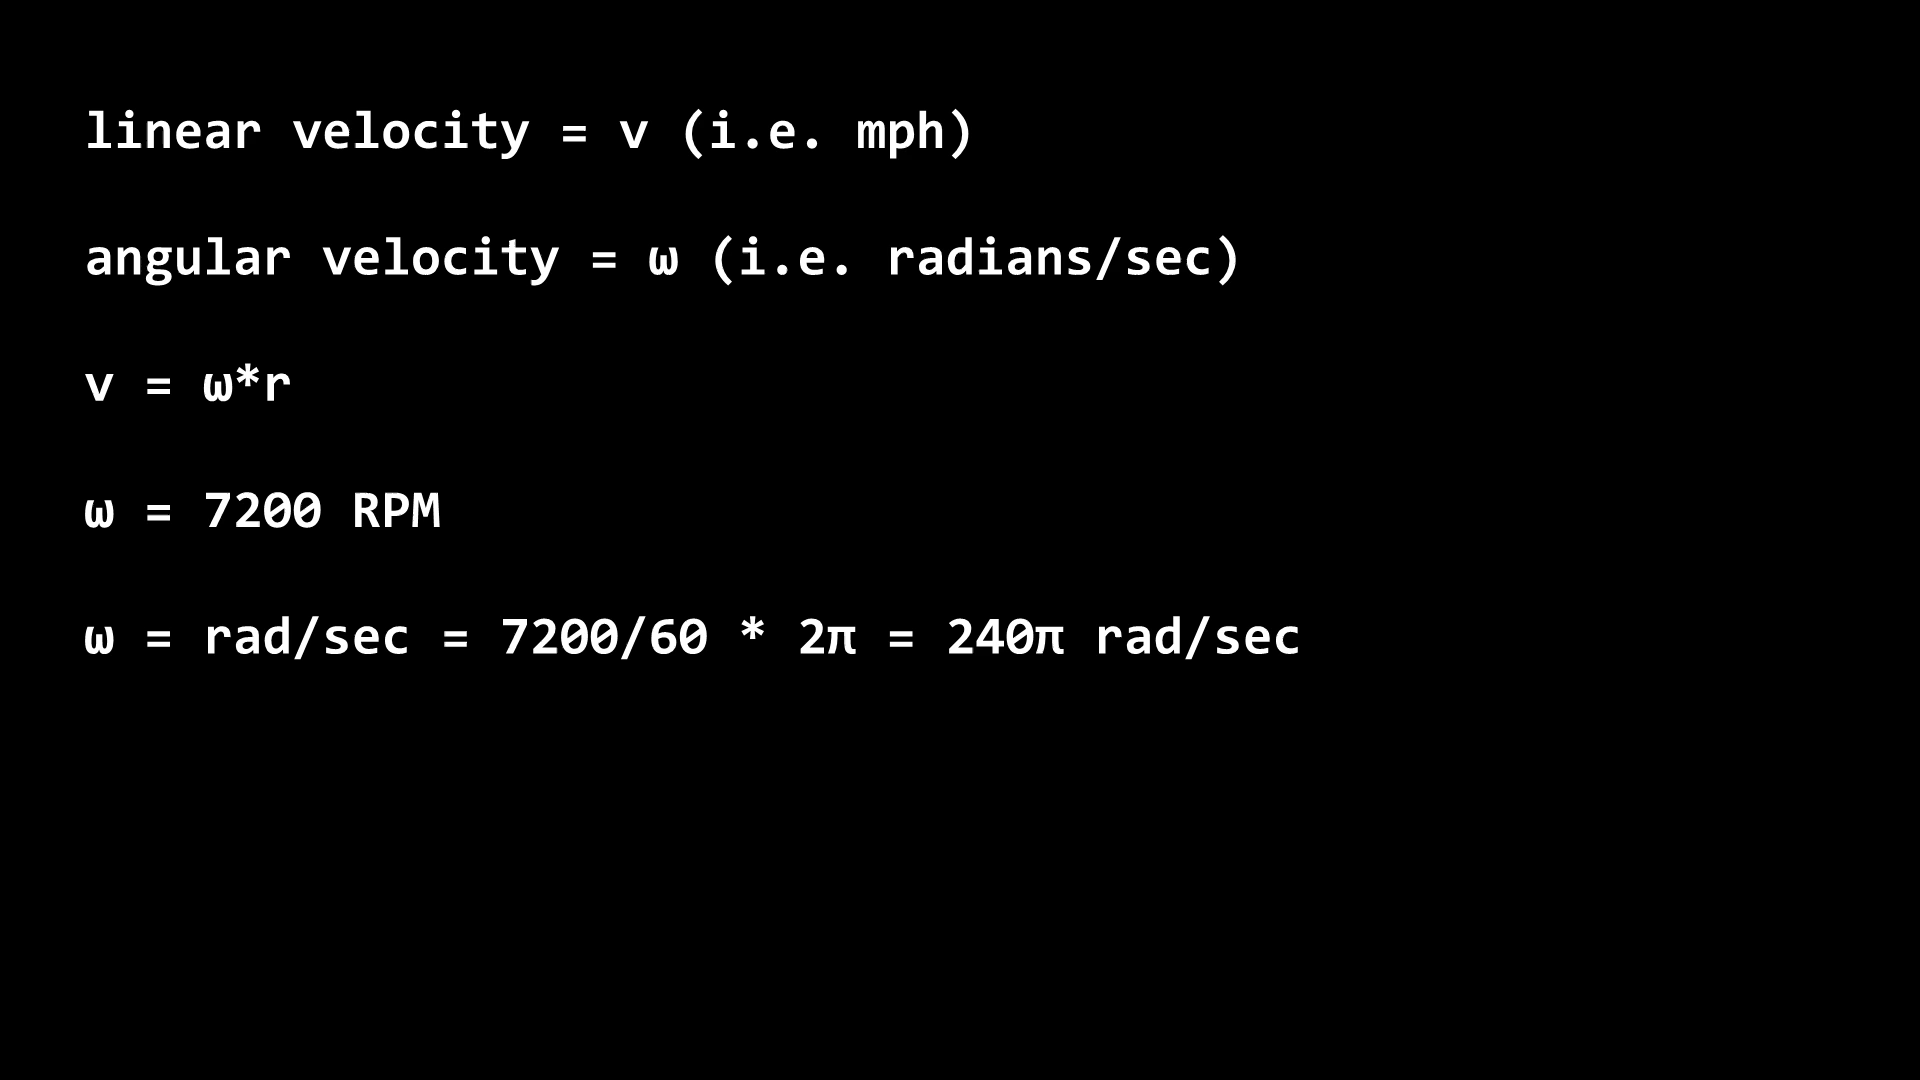 linear velocity = v (i.e. mph)
angular velocity = ω (i.e. radians/sec)
v = ω*r
ω = 7200 RPM
ω = rad/sec = 7200/60 * 2π = 240π rad/sec